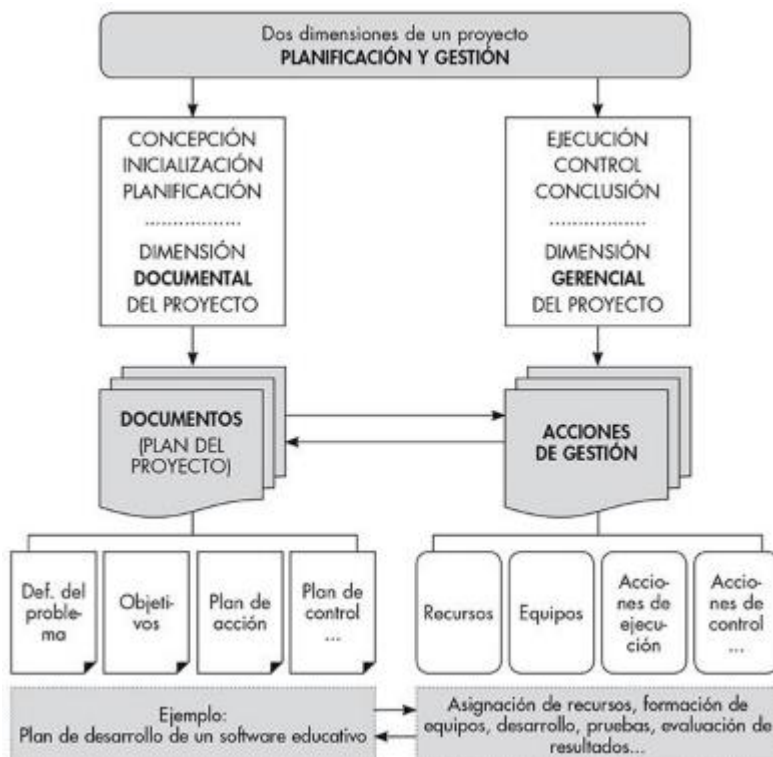 Dos dimensiones de un proyecto
PLANIFICACIÓN Y GESTIÓN
CONCEPCIÓN
INICIALIZACIÓN
PLANIFICACIÓN
..................
DIMENSIÓN
DOCUMENTAL
DEL PROYECTO
EJECUCIÓN
CONTROL
CONCLUSIÓN
..................
DIMENSIÓN
GERENCIAL
DEL PROYECTO
DOCUMENTOS
(PLAN DEL
PROYECTO)
ACCIONES
DE GESTIÓN
Def. del
proble-
ma
Objeti-
vos
Plan de
acción
Plan de
control
...
Recursos
Equipos
Accio-
nes de
ejecu-
ción
Accio-
nes de
control
...
Ejemplo:
Plan de desarrollo de un software educativo
Asignación de recursos, formación de
equipos, desarrollo, pruebas, evaluación de
resultados...